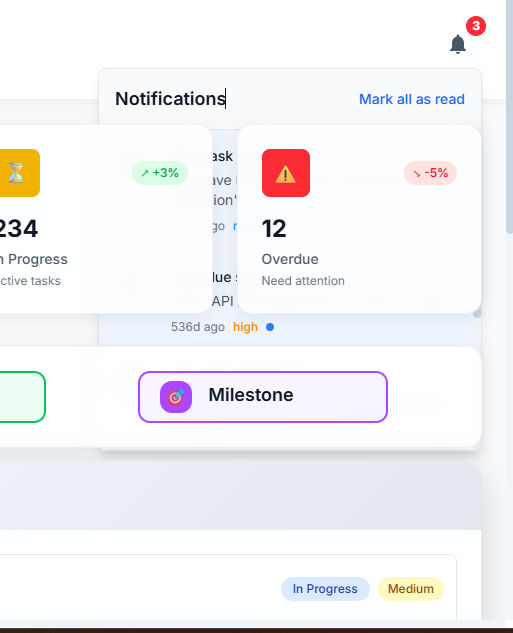 3
Notifications
Mark all as read
ask
+3%
-5%
ave
ion"
ago
234
12
n Progress
Overdue
ctive tasks
Need attention
lue s
API
536d ago high
Milestone
In Progress Medium